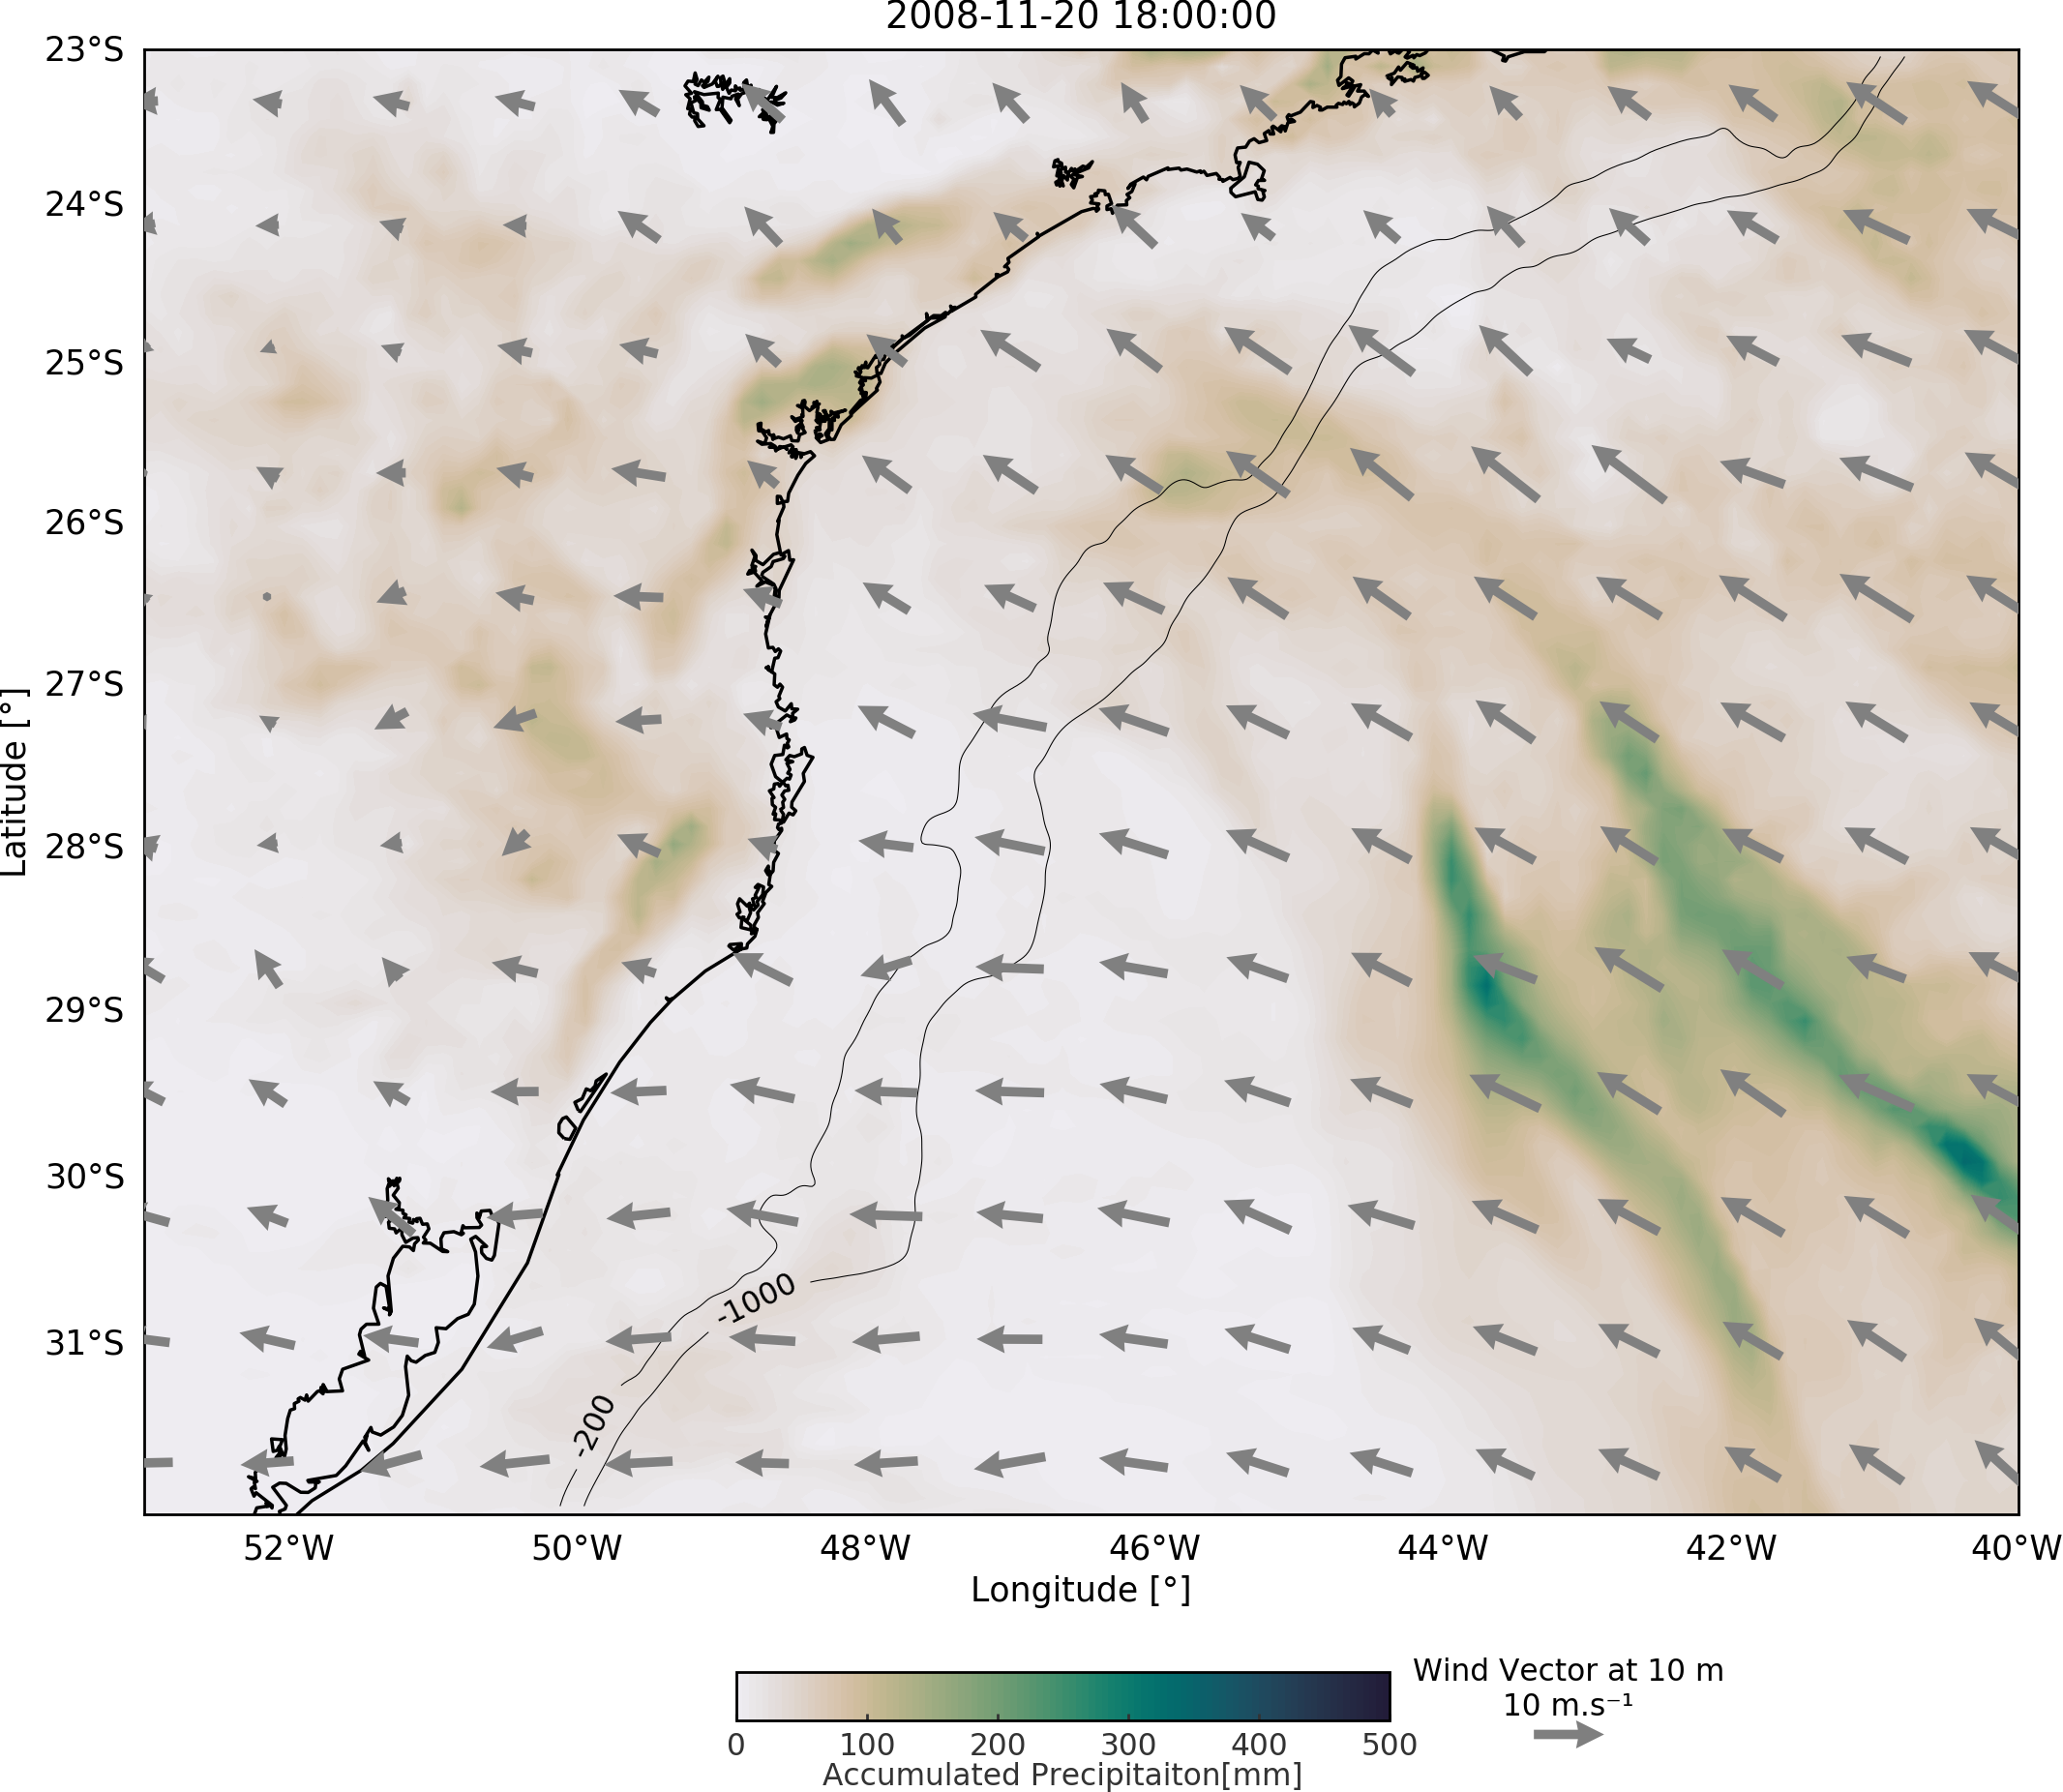 2008-11-20 18:00:00
23°S
24°S
25°S
26°S
27°S
28°S
29°S
30°S
31°S
Latitude [°]
-1000
-200
52°W 50°W 48°W 46°W 44°W 42°W 40°W
Longitude [°]
Wind Vector at 10 m
10 m.s⁻¹
0 100 200 300 400 500
Accumulated Precipitaiton[mm]